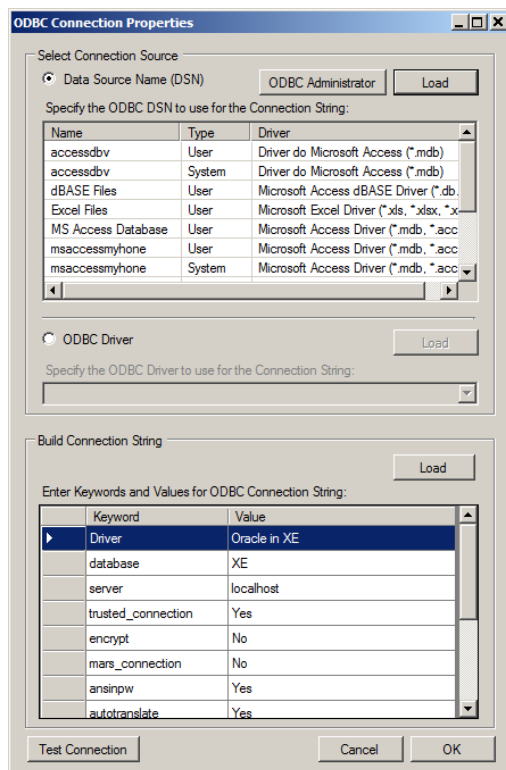 ODBC Connection Properties
Select Connection Source
Data Source Name (DSN) ODBC Administrator Load
Specify the ODBC DSN to use for the Connection String:
Name Type Driver
accessdbv User Driver do Microsoft Access (*.mdb)
accessdbv System Driver do Microsoft Access (*.mdb)
dBASE Files User Microsoft Access dBASE Driver (*.db
Excel Files User Microsoft Excel Driver (*.xls, *.xlsx, *.x
MS Access Database User Microsoft Access Driver (*.mdb, *.acc
msaccessmyhone User Microsoft Access Driver (*.mdb, *.acc
msaccessmyhone System Microsoft Access Driver (*.mdb, *.acc
ODBC Driver Load
Specify the ODBC Driver to use for the Connection String:
Build Connection String
Load
Enter Keywords and Values for ODBC Connection String:
Keyword Value
Driver Oracle in XE
database XE
server localhost
trusted_connection Yes
encrypt No
mars_connection No
ansinpw Yes
autotranslate Yes
Test Connection Cancel OK